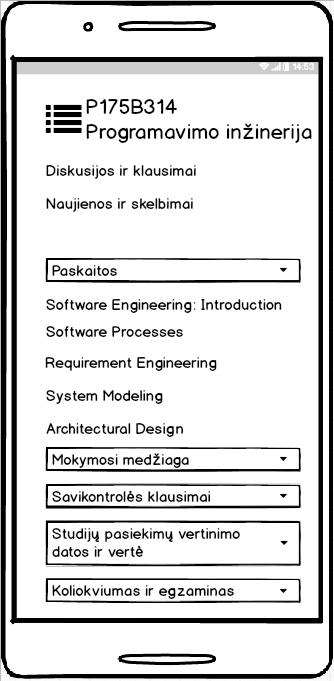 14:53
P175B314
Programavimo inžinerija
Diskusijos ir klausimai
Naujienos ir skelbimai
Paskaitos
Software Engineering: Introduction
Software Processes
Requirement Engineering
System Modeling
Architectural Design
Mokymosi medžiaga
Savikontrolės klausimai
Studijų pasiekimų vertinimo
datos ir vertė
Koliokviumas ir egzaminas